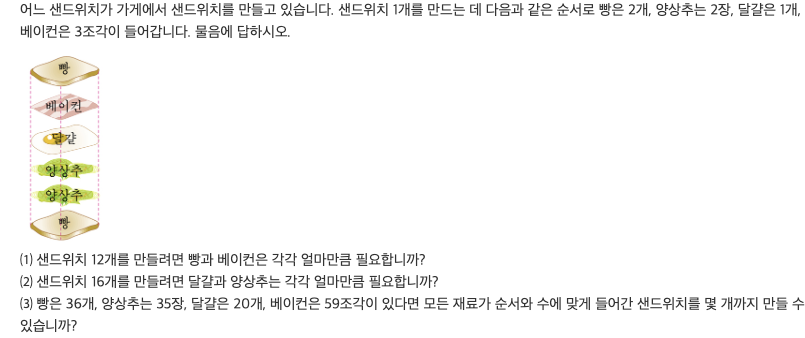 어느 샌드위치가 가게에서 샌드위치를 만들고 있습니다. 샌드위치 1개를 만드는 데 다음과 같은 순서로 빵은 2개, 양상추는 2장, 달걀은 1개,
베이컨은 3조각이 들어갑니다. 물음에 답하시오.
빵
베이컨
달걀
양상추
양상추
빵
(1) 샌드위치 12개를 만들려면 빵과 베이컨은 각각 얼마만큼 필요합니까?
(2) 샌드위치 16개를 만들려면 달걀과 양상추는 각각 얼마만큼 필요합니까?
(3) 빵은 36개, 양상추는 35장, 달걀은 20개, 베이컨은 59조각이 있다면 모든 재료가 순서와 수에 맞게 들어간 샌드위치를 몇 개까지 만들 수
있습니까?